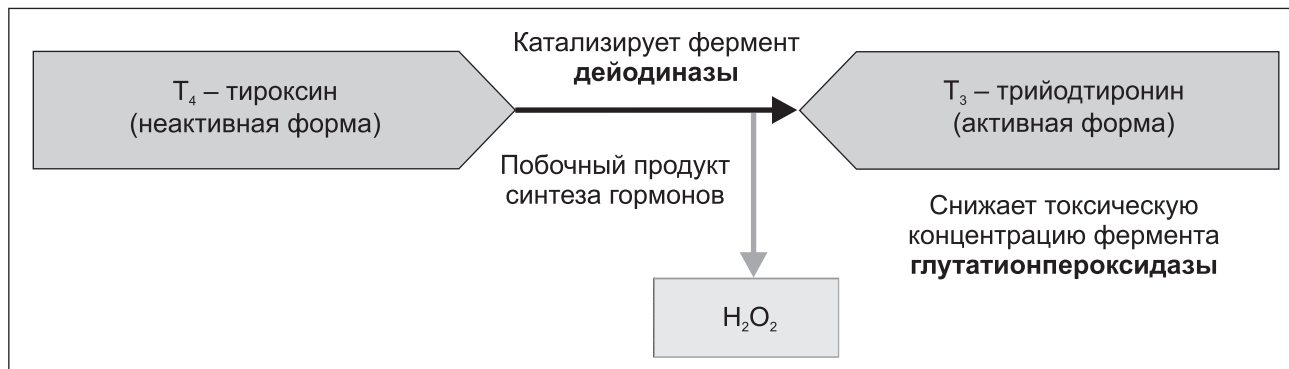 Катализирует фермент
дейодиназы
T₄ – тироксин
(неактивная форма)
T₃ – трийодтиронин
(активная форма)
Побочный продукт
синтеза гормонов
Снижает токсическую
концентрацию фермента
глутатионпероксидазы
H₂O₂